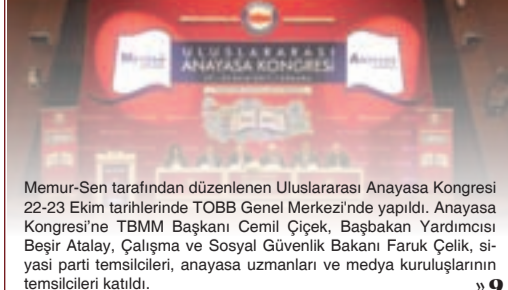 ULUSLARARASI
ANAYASA KONGRESİ
Memur-Sen tarafından düzenlenen Uluslararası Anayasa Kongresi
22-23 Ekim tarihlerinde TOBB Genel Merkezi'nde yapıldı. Anayasa
Kongresi'ne TBMM Başkanı Cemil Çiçek, Başbakan Yardımcısı
Beşir Atalay, Çalışma ve Sosyal Güvenlik Bakanı Faruk Çelik, si-
yasi parti temsilcileri, anayasa uzmanları ve medya kuruluşlarının
temsilcileri katıldı. » 9